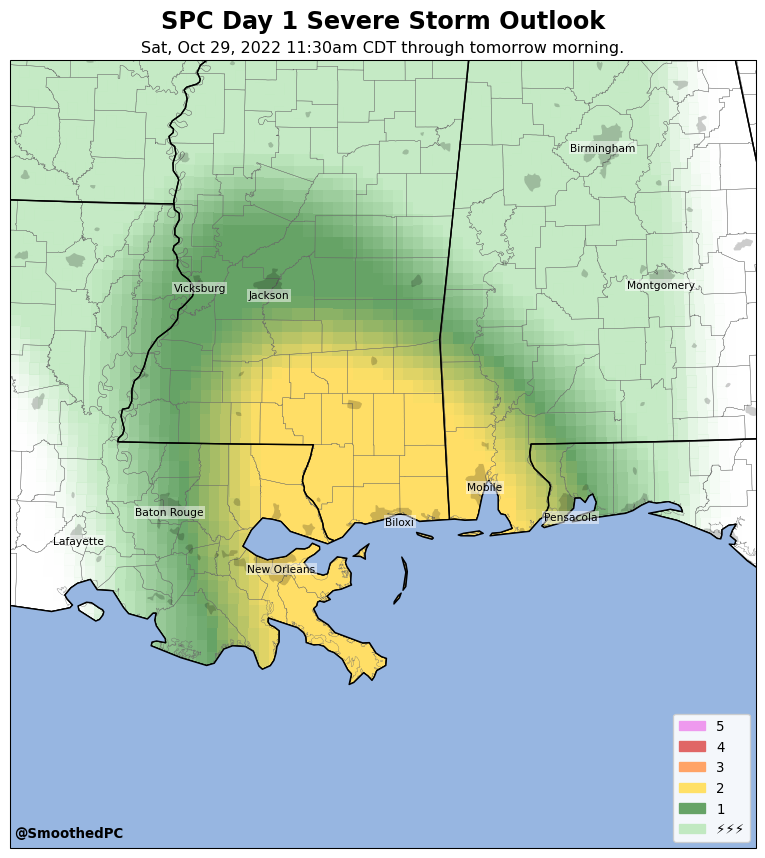 SPC Day 1 Severe Storm Outlook
Sat, Oct 29, 2022 11:30am CDT through tomorrow morning.
Birmingham
Vicksburg
Jackson
Montgomery
Mobile
Baton Rouge
Pensacola
Biloxi
Lafayette
New Orleans
5
4
3
2
1
⚡⚡⚡
@SmoothedPC